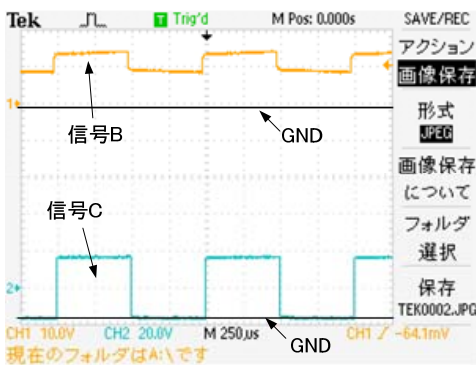 Tek T Trig'd M Pos: 0.000s SAVE/REC
アクション
画像保存
形式
JPEG
画像保存
について
フォルダ
選択
保存
TEK0002.JPG
1
信号B
GND
信号C
2
GND
CH1 10.0V CH2 20.0V M 250µs CH1 -64.1mV
現在のフォルダはA:\です